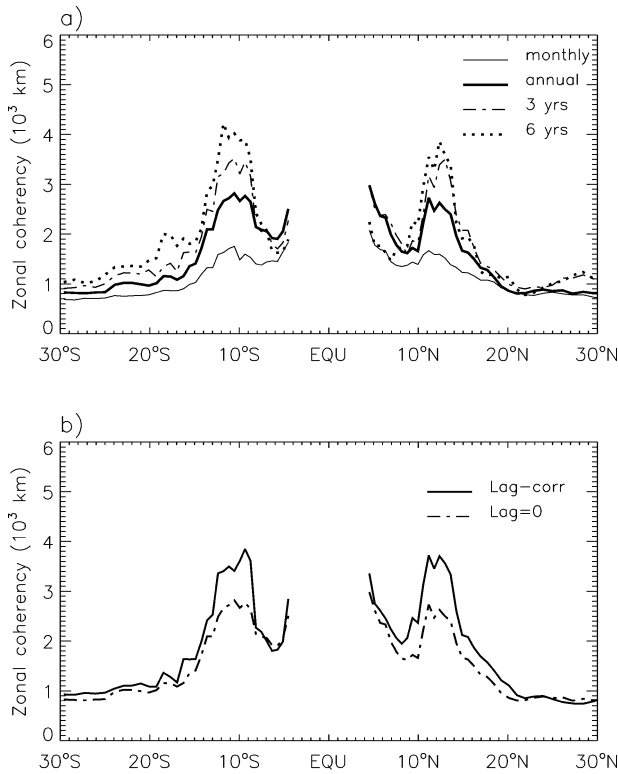 a)
Zonal coherency (10³ km)
6
5
4
3
2
1
0
monthly
annual
3 yrs
6 yrs
30°S 20°S 10°S EQU 10°N 20°N 30°N
b)
Zonal coherency (10³ km)
6
5
4
3
2
1
0
Lag-corr
Lag=0
30°S 20°S 10°S EQU 10°N 20°N 30°N